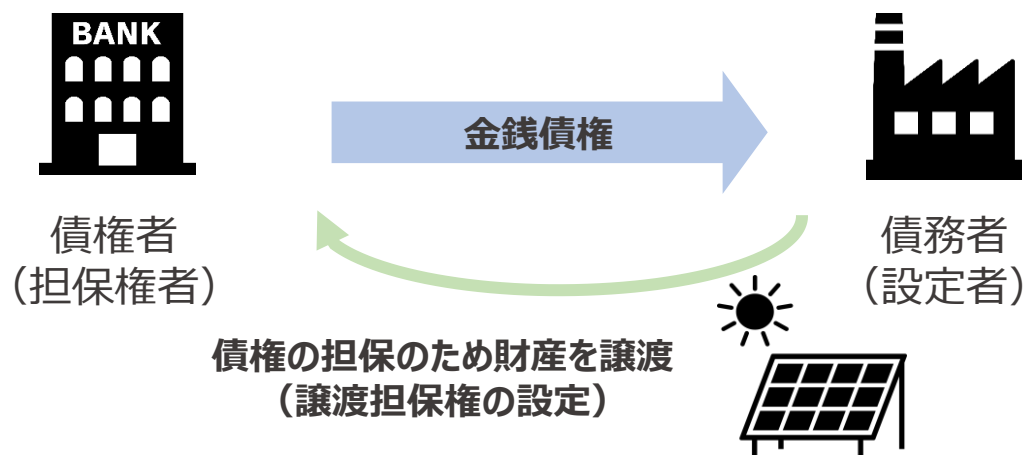 BANK
金銭債権
債権者
（担保権者）
債務者
（設定者）
債権の担保のため財産を譲渡
（譲渡担保権の設定）